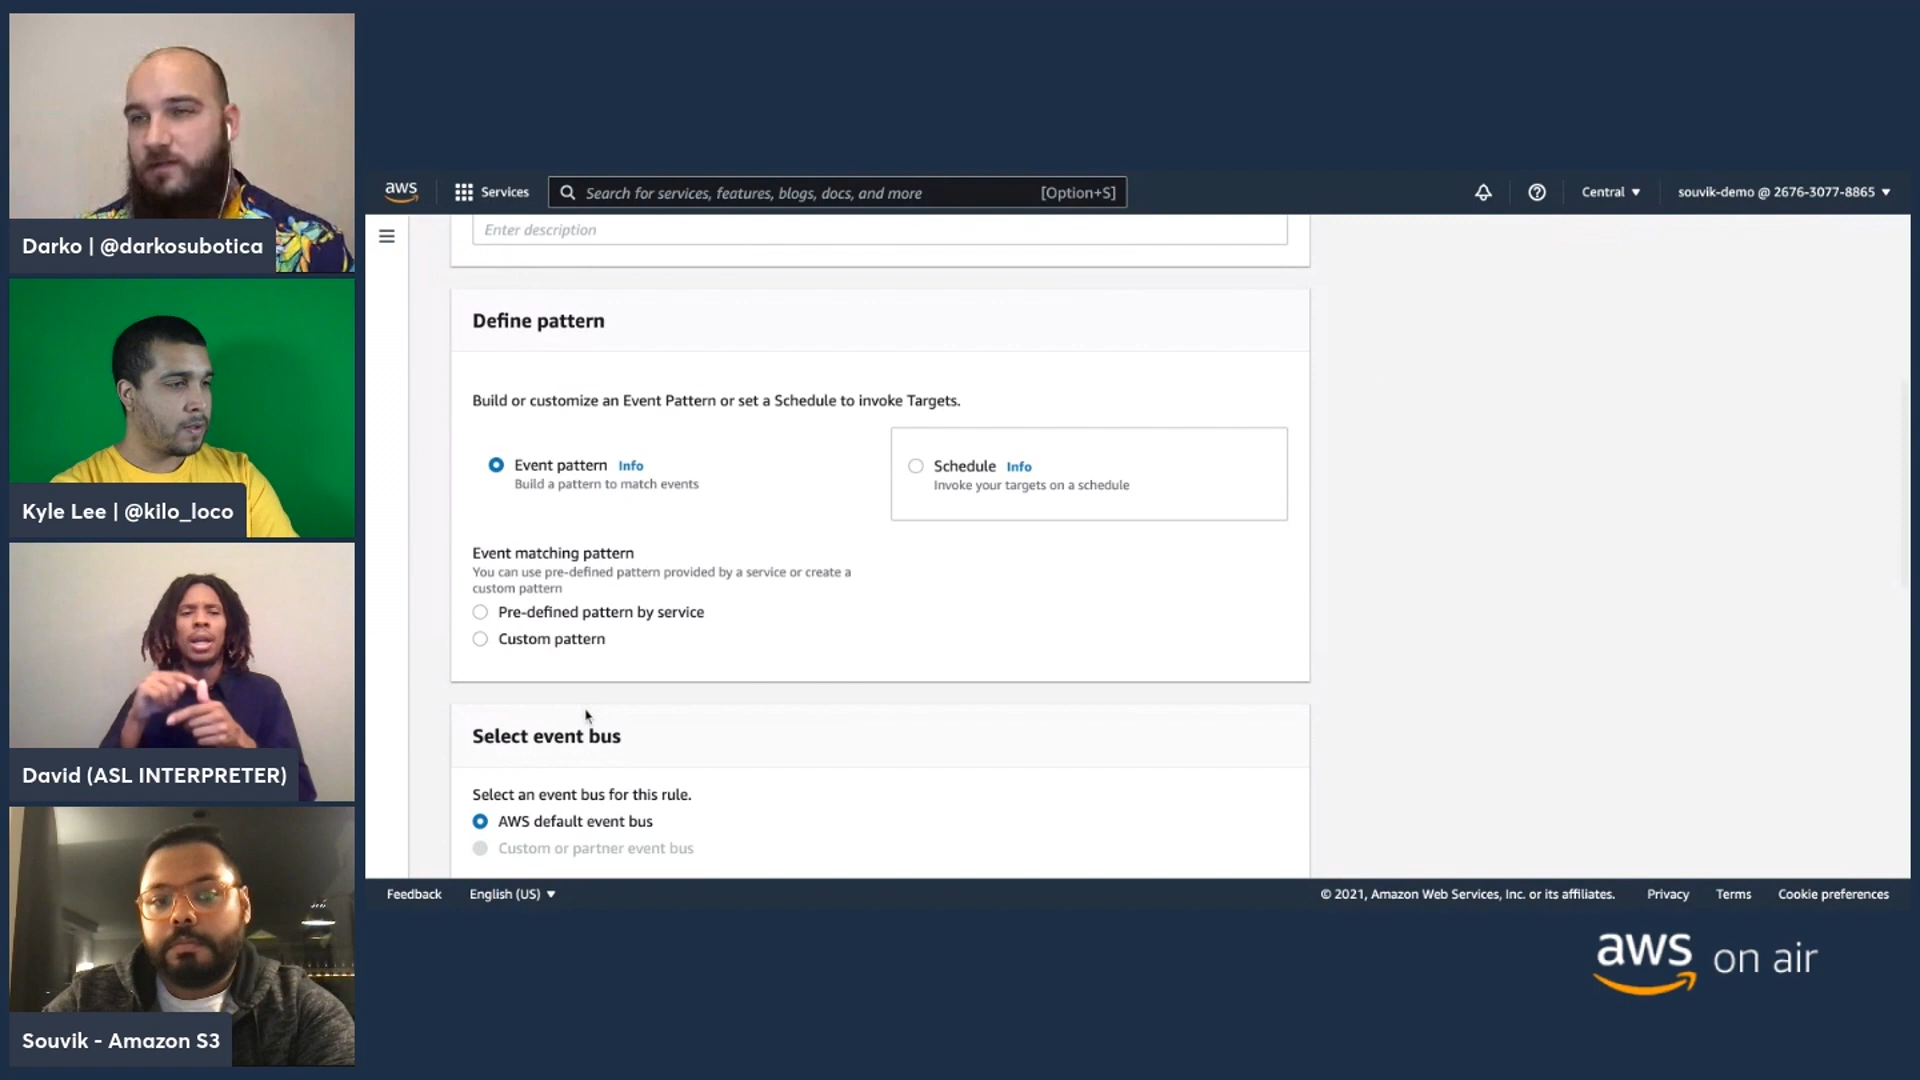 Darko | @darkosubotica
Kyle Lee | @kilo_loco
David (ASL INTERPRETER)
Souvik - Amazon S3
aws
Services
Search for services, features, blogs, docs, and more
[Option+S]
Central
souvik-demo @ 2676-3077-8865
Enter description
Define pattern
Build or customize an Event Pattern or set a Schedule to invoke Targets.
Event pattern Info
Build a pattern to match events
Schedule Info
Invoke your targets on a schedule
Event matching pattern
You can use pre-defined pattern provided by a service or create a
custom pattern
Pre-defined pattern by service
Custom pattern
Select event bus
Select an event bus for this rule.
AWS default event bus
Custom or partner event bus
Feedback
English (US)
© 2021, Amazon Web Services, Inc. or its affiliates.
Privacy
Terms
Cookie preferences
aws on air